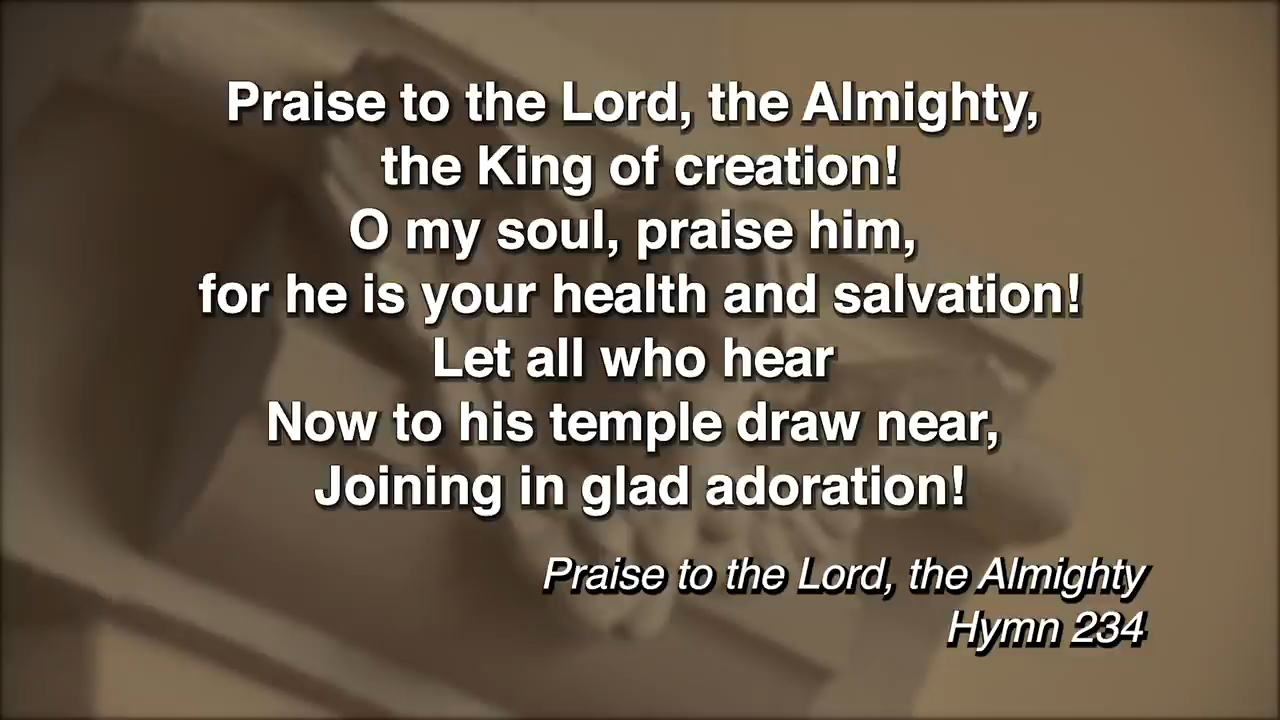 Praise to the Lord, the Almighty,
the King of creation!
O my soul, praise him,
for he is your health and salvation!
Let all who hear
Now to his temple draw near,
Joining in glad adoration!
Praise to the Lord, the Almighty
Hymn 234